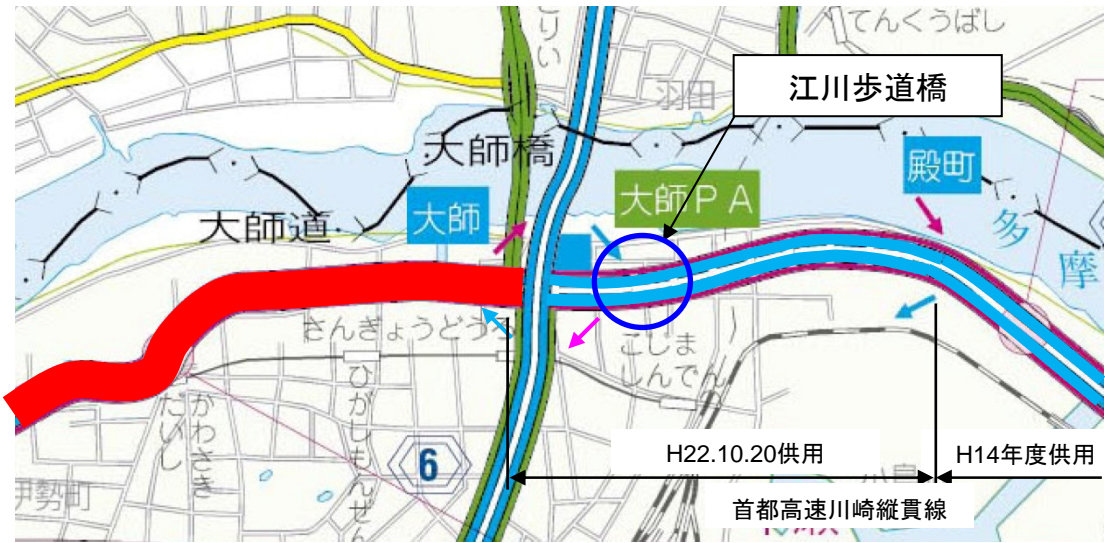 とりい
てんくうばし
羽田
江川歩道橋
大師橋
殿町
大師PA
大師
大師道
多摩
さんぎょうどうろ
こじま
しんでん
ひがしもんぜん
かわさき
だいし
6
H22.10.20供用
H14年度供用
伊勢町
首都高速川崎縦貫線